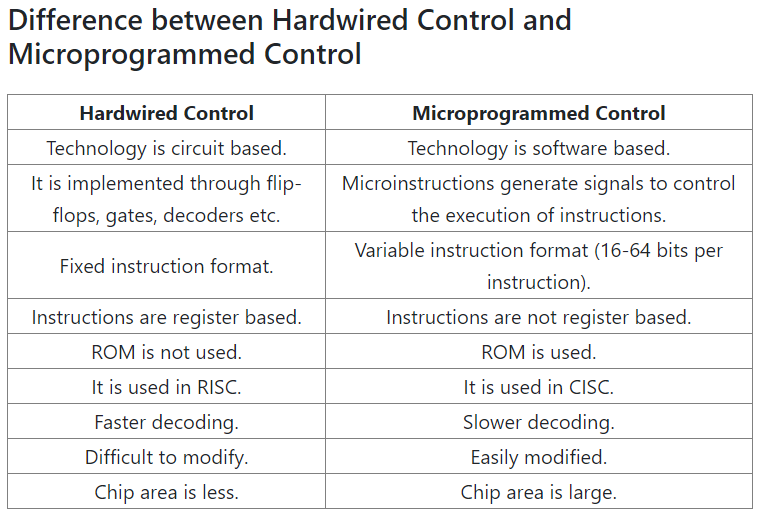 Difference between Hardwired Control and
Microprogrammed Control
Hardwired Control
Microprogrammed Control
Technology is circuit based.
Technology is software based.
It is implemented through flip-
flops, gates, decoders etc.
Microinstructions generate signals to control
the execution of instructions.
Fixed instruction format.
Variable instruction format (16-64 bits per
instruction).
Instructions are register based.
Instructions are not register based.
ROM is not used.
ROM is used.
It is used in RISC.
It is used in CISC.
Faster decoding.
Slower decoding.
Difficult to modify.
Easily modified.
Chip area is less.
Chip area is large.